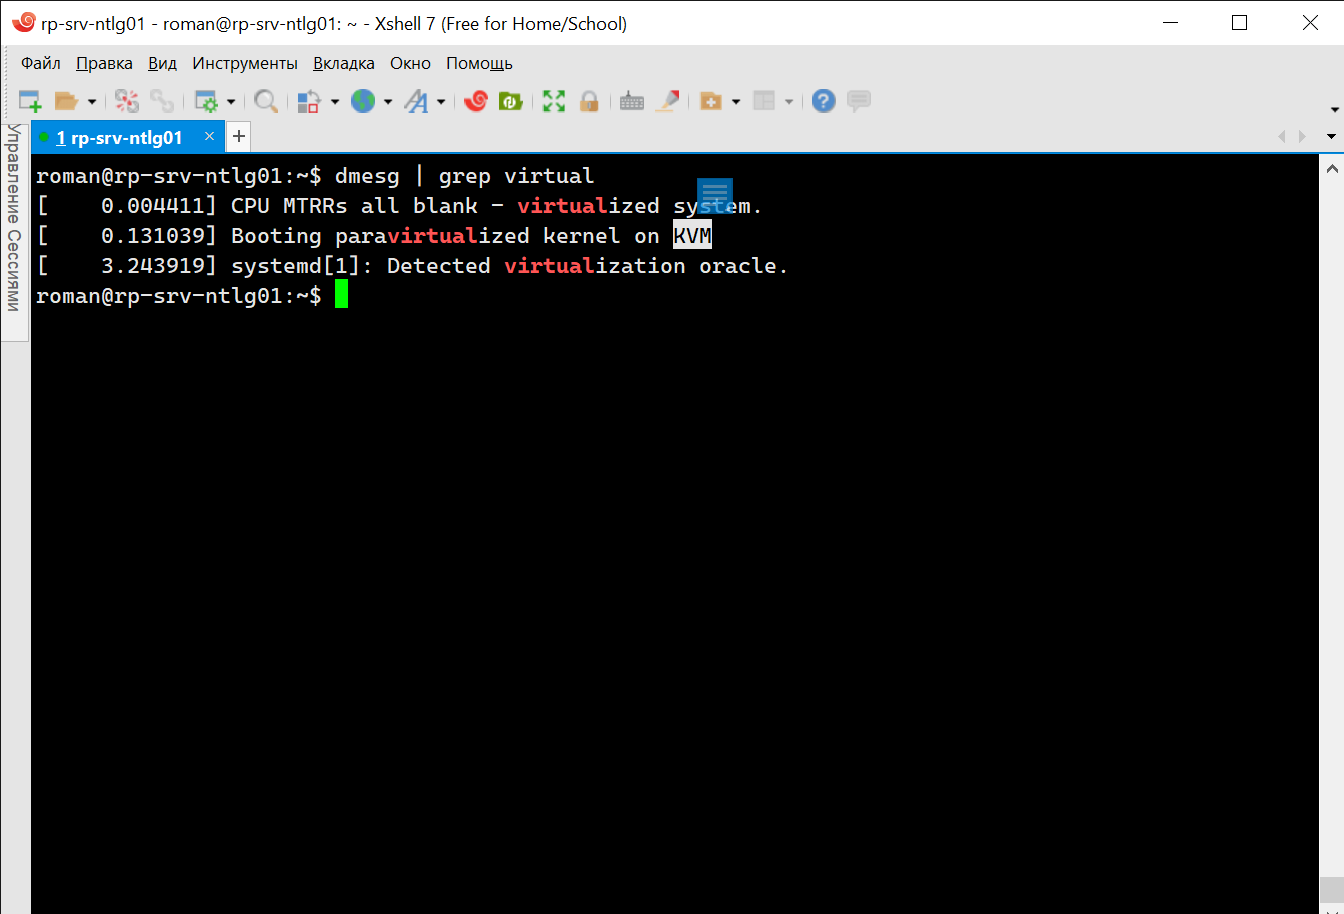 rp-srv-ntlg01 - roman@rp-srv-ntlg01: ~ - Xshell 7 (Free for Home/School)
Файл Правка Вид Инструменты Вкладка Окно Помощь
Управление Сессиями
1 rp-srv-ntlg01 × +
roman@rp-srv-ntlg01:~$ dmesg | grep virtual
[    0.004411] CPU MTRRs all blank - virtualized system.
[    0.131039] Booting paravirtualized kernel on KVM
[    3.243919] systemd[1]: Detected virtualization oracle.
roman@rp-srv-ntlg01:~$